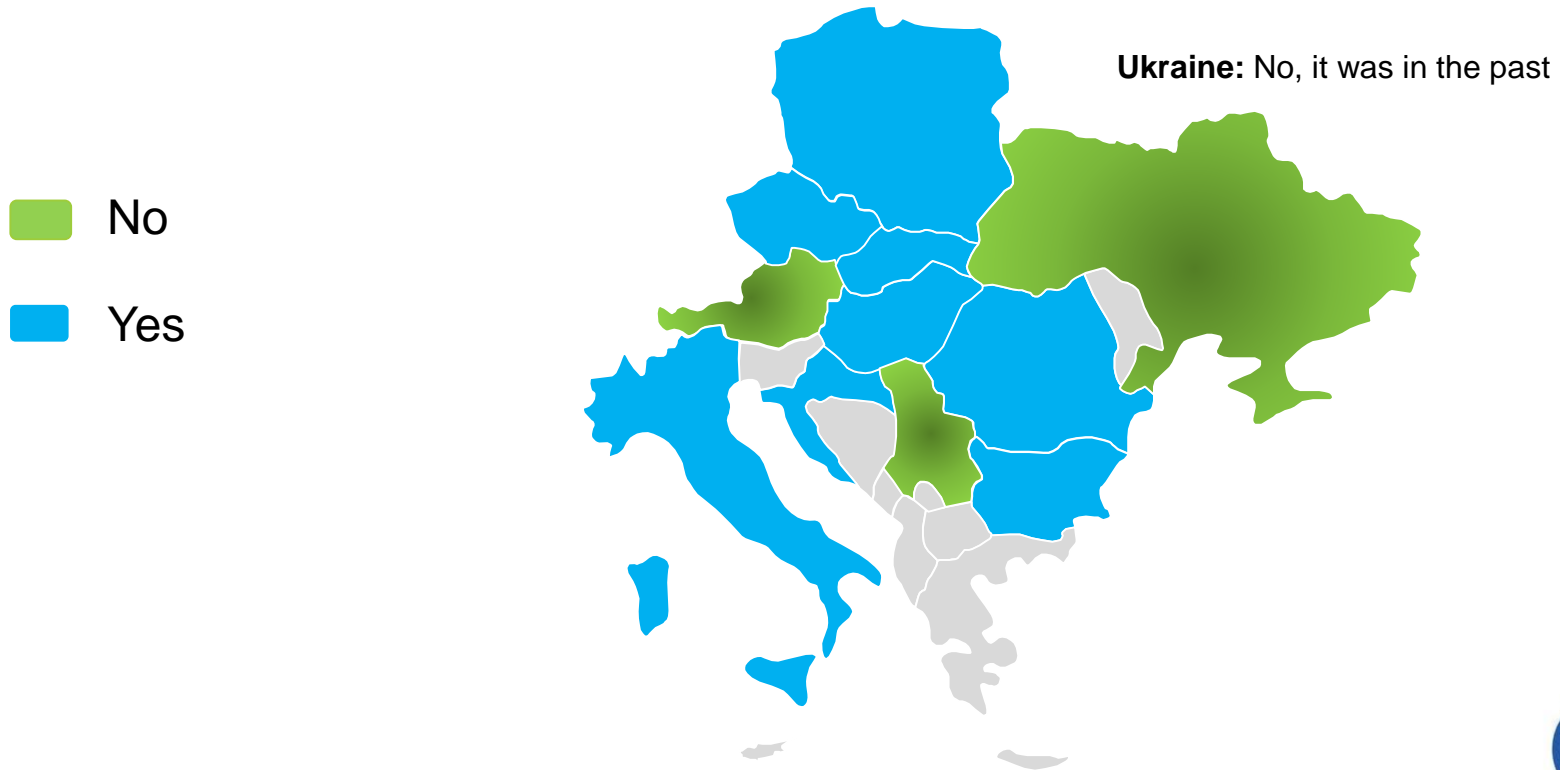 Ukraine: No, it was in the past
No
Yes